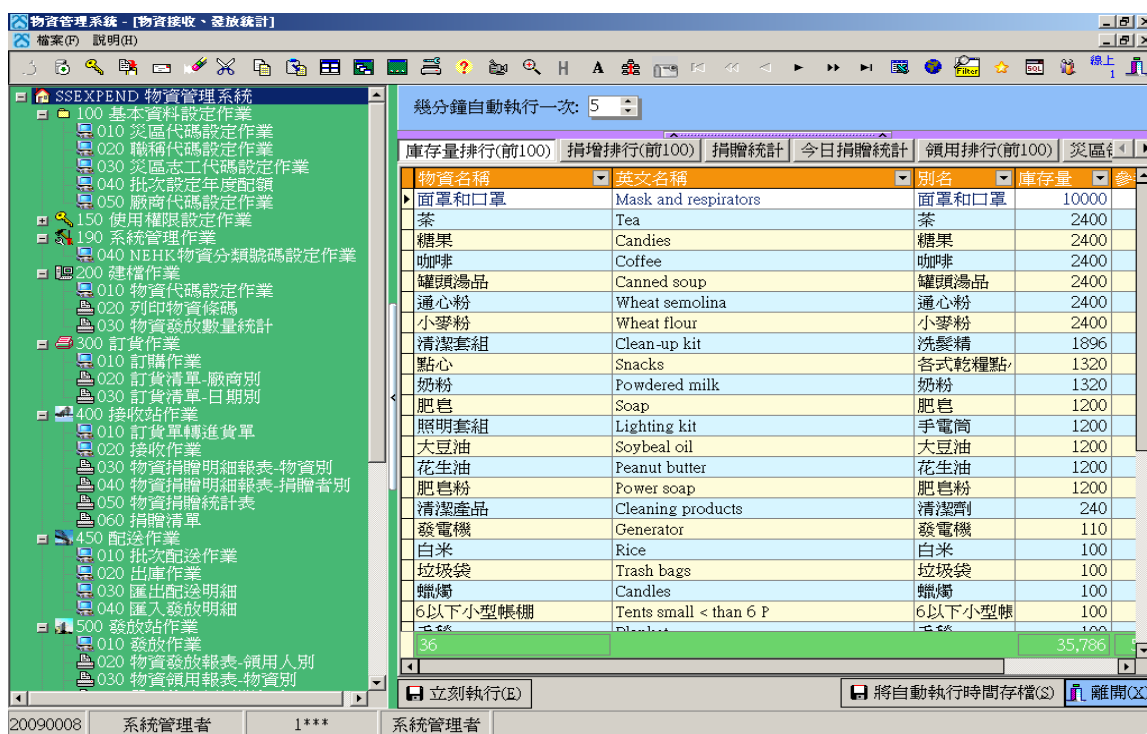 物資管理系統 - [物資接收、發放統計]
檔案(F) 說明(H)
H A Filter SQL 線上 1
SSEXPEND 物資管理系統
100 基本資料設定作業
010 災區代碼設定作業
020 職稱代碼設定作業
030 災區志工代碼設定作業
040 批次設定年度配額
050 廠商代碼設定作業
150 使用權限設定作業
190 系統管理作業
040 NEHK物資分類號碼設定作業
200 建檔作業
010 物資代碼設定作業
020 列印物資條碼
030 物資發放數量統計
300 訂貨作業
010 訂購作業
020 訂貨清單-廠商別
030 訂貨清單-日期別
400 接收站作業
010 訂貨單轉進貨單
020 接收作業
030 物資捐贈明細報表-物資別
040 物資捐贈明細報表-捐贈者別
050 物資捐贈統計表
060 捐贈清單
450 配送作業
010 批次配送作業
020 出庫作業
030 匯出配送明細
040 匯入發放明細
500 發放站作業
010 發放作業
020 物資發放報表-領用人別
030 物資領用報表-物資別
幾分鐘自動執行一次: 5
庫存量排行(前100) 捐增排行(前100) 捐贈統計 今日捐贈統計 領用排行(前100) 災區
物資名稱 英文名稱 別名 庫存量
面罩和口罩 Mask and respirators 面罩和口罩 10000
茶 Tea 茶 2400
糖果 Candies 糖果 2400
咖啡 Coffee 咖啡 2400
罐頭湯品 Canned soup 罐頭湯品 2400
通心粉 Wheat semolina 通心粉 2400
小麥粉 Wheat flour 小麥粉 2400
清潔套組 Clean-up kit 洗髮精 1896
點心 Snacks 各式乾糧點 1320
奶粉 Powdered milk 奶粉 1320
肥皂 Soap 肥皂 1200
照明套組 Lighting kit 手電筒 1200
大豆油 Soybeal oil 大豆油 1200
花生油 Peanut butter 花生油 1200
肥皂粉 Power soap 肥皂粉 1200
清潔產品 Cleaning products 清潔劑 240
發電機 Generator 發電機 110
白米 Rice 白米 100
垃圾袋 Trash bags 垃圾袋 100
蠟燭 Candles 蠟燭 100
6以下小型帳棚 Tents small < than 6 P 6以下小型帳 100
36 35,786
立刻執行(E) 將自動執行時間存檔(S) 離開(X)
20090008 系統管理者 1*** 系統管理者